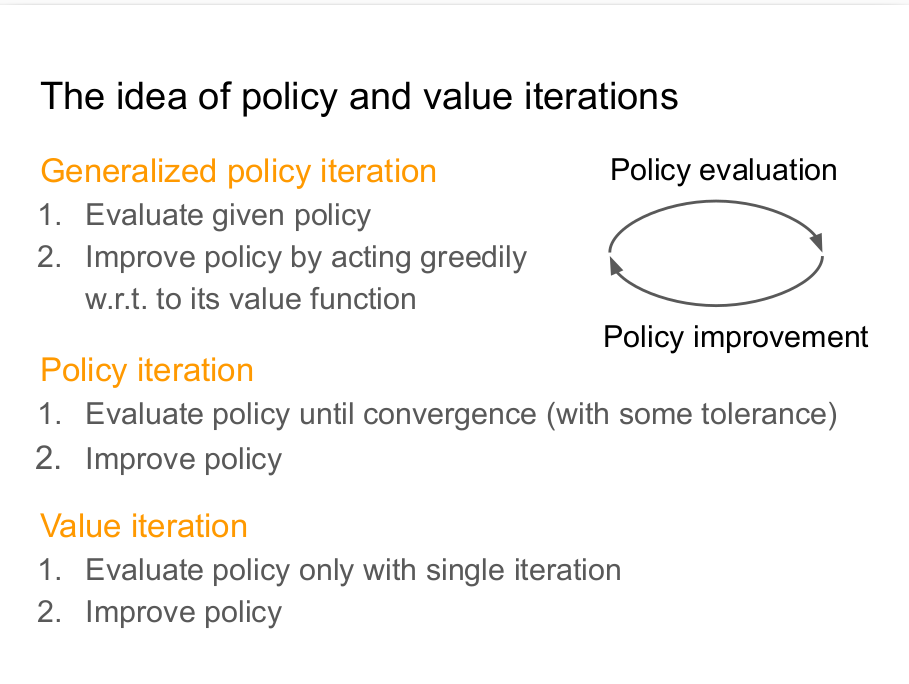 The idea of policy and value iterations
Generalized policy iteration
1. Evaluate given policy
2. Improve policy by acting greedily
w.r.t. to its value function
Policy evaluation
Policy improvement
Policy iteration
1. Evaluate policy until convergence (with some tolerance)
2. Improve policy
Value iteration
1. Evaluate policy only with single iteration
2. Improve policy